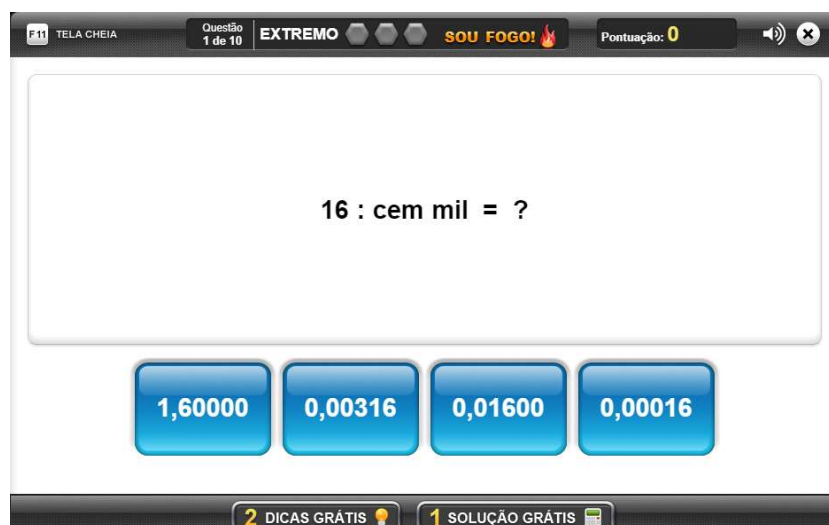 F11 TELA CHEIA
Questão
1 de 10
EXTREMO
SOU FOGO!
Pontuação: 0
16 : cem mil = ?
1,60000
0,00316
0,01600
0,00016
2 DICAS GRÁTIS
1 SOLUÇÃO GRÁTIS